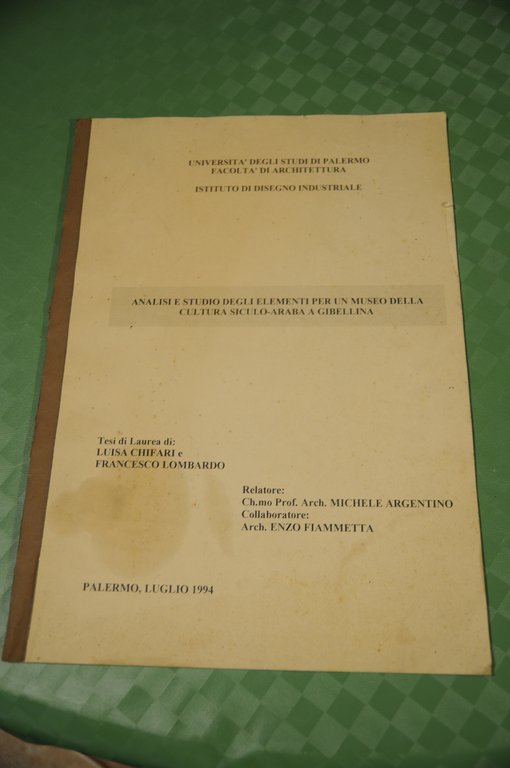 UNIVERSITA' DEGLI STUDI DI PALERMO
FACOLTA' DI ARCHITETTURA
ISTITUTO DI DISEGNO INDUSTRIALE
ANALISI E STUDIO DEGLI ELEMENTI PER UN MUSEO DELLA
CULTURA SICULO-ARABA A GIBELLINA
Tesi di Laurea di:
LUISA CHIFARI e
FRANCESCO LOMBARDO
Relatore:
Ch.mo Prof. Arch. MICHELE ARGENTINO
Collaboratore:
Arch. ENZO FIAMMETTA
PALERMO, LUGLIO 1994